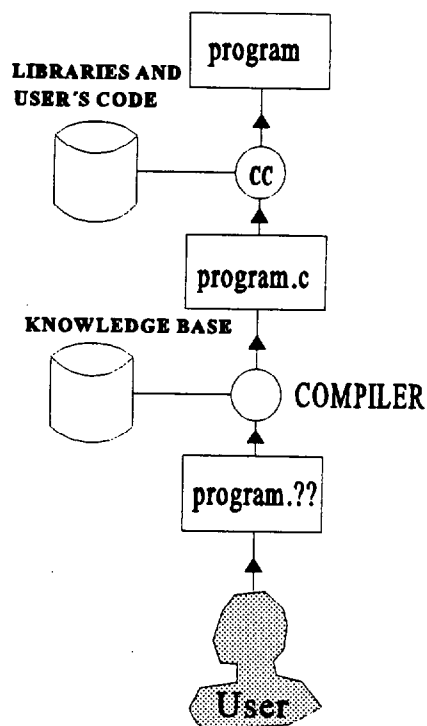 program
LIBRARIES AND
USER'S CODE
cc
program.c
KNOWLEDGE BASE
COMPILER
program.??
User